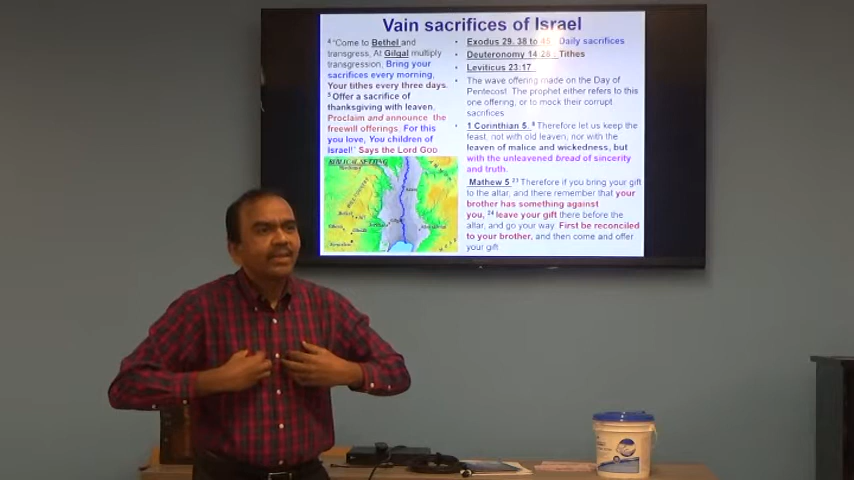 Vain sacrifices of Israel
4 "Come to Bethel and
transgress, At Gilgal multiply
transgression, Bring your
sacrifices every morning,
Your tithes every three days.
5 Offer a sacrifice of
thanksgiving with leaven,
Proclaim and announce the
freewill offerings. For this
you love, You children of
Israel!" Says the Lord GOD
BIBLICAL SETTING
• Exodus 29. 38 to Daily sacrifices
• Deuteronomy 14:28 : Tithes
• Leviticus 23:17
• The wave offering made on the Day of
Pentecost. The prophet either refers to this
one offering, or to mock their corrupt
sacrifices
• 1 Corinthian 5. 8 Therefore let us keep the
feast, not with old leaven, nor with the
leaven of malice and wickedness, but
with the unleavened bread of sincerity
and truth.
Mathew 5 23 Therefore if you bring your gift
to the altar, and there remember that your
brother has something against
you, 24 leave your gift there before the
altar, and go your way. First be reconciled
to your brother, and then come and offer
your gift